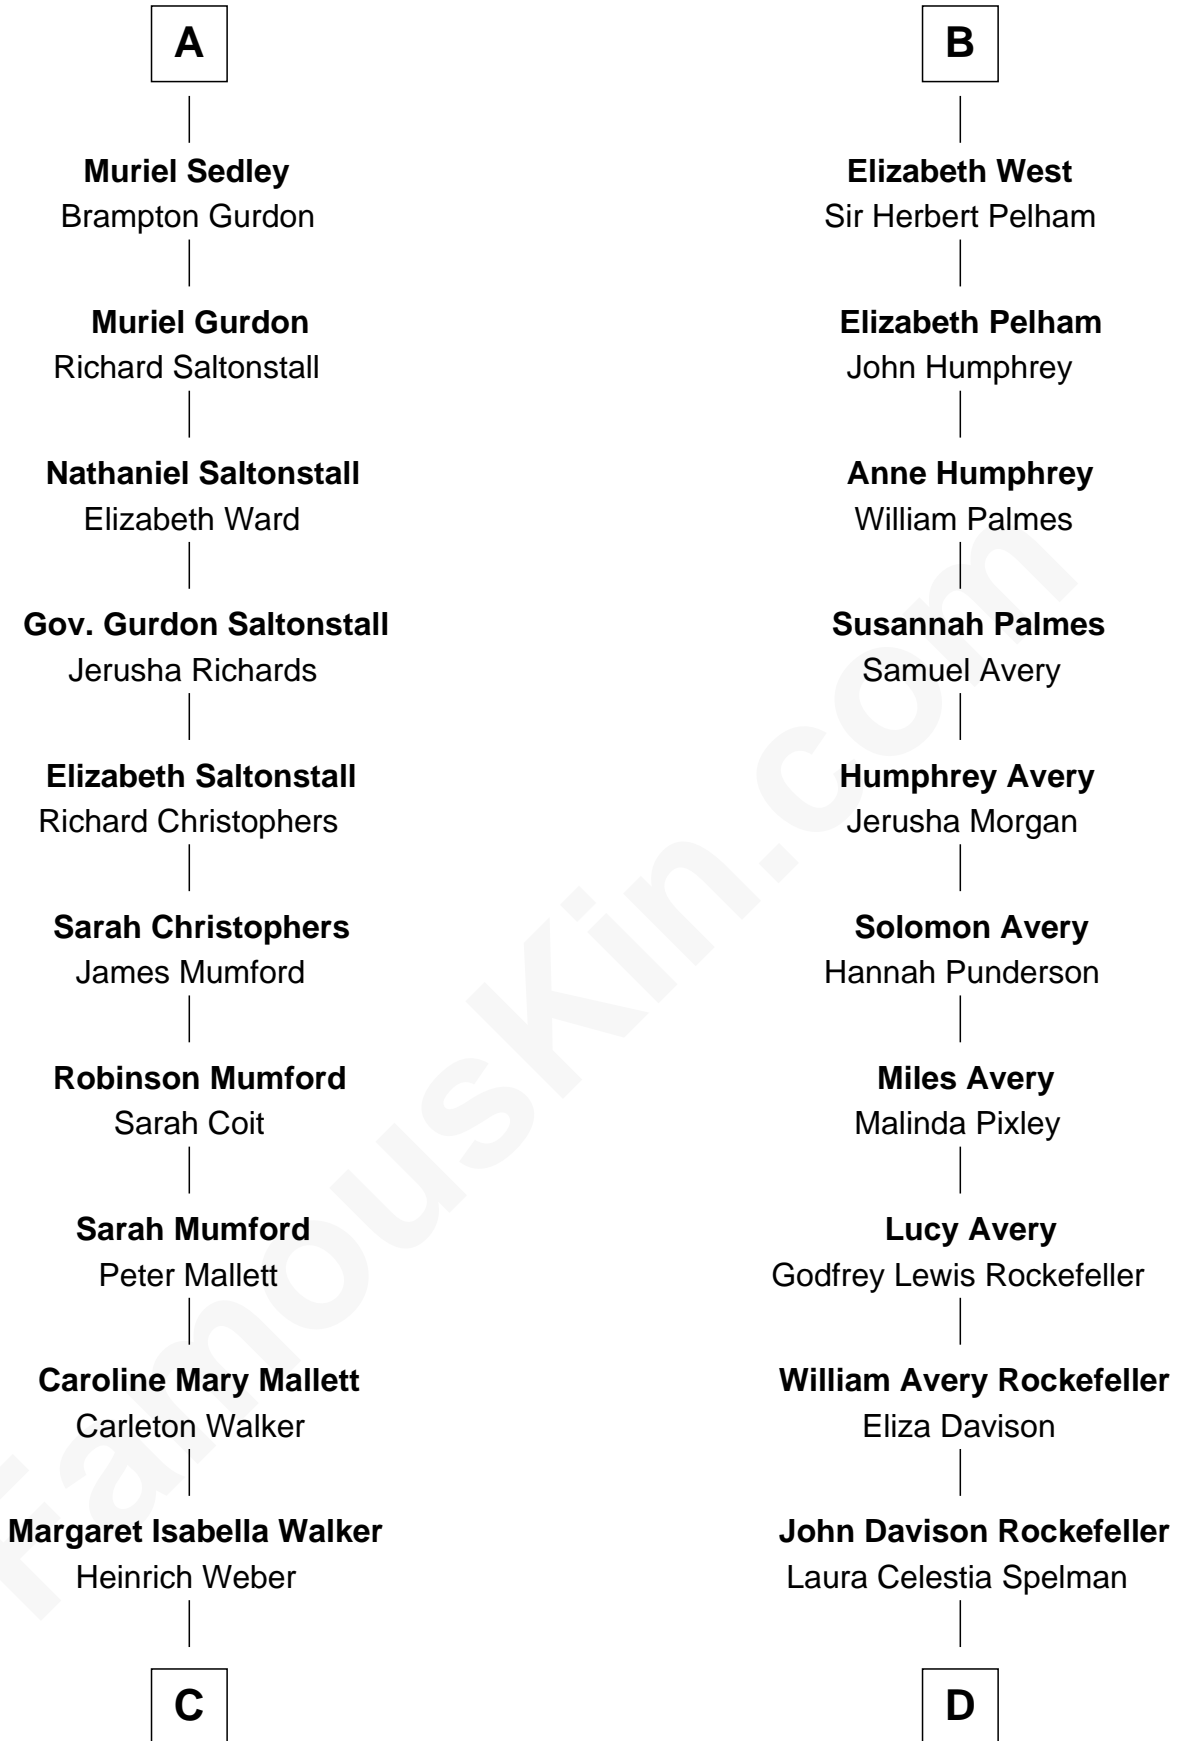 A
Muriel Sedley
Brampton Gurdon
Muriel Gurdon
Richard Saltonstall
Nathaniel Saltonstall
Elizabeth Ward
Gov. Gurdon Saltonstall
Jerusha Richards
Elizabeth Saltonstall
Richard Christophers
Sarah Christophers
James Mumford
Robinson Mumford
Sarah Coit
Sarah Mumford
Peter Mallett
Caroline Mary Mallett
Carleton Walker
Margaret Isabella Walker
Heinrich Weber
C
B
Elizabeth West
Sir Herbert Pelham
Elizabeth Pelham
John Humphrey
Anne Humphrey
William Palmes
Susannah Palmes
Samuel Avery
Humphrey Avery
Jerusha Morgan
Solomon Avery
Hannah Punderson
Miles Avery
Malinda Pixley
Lucy Avery
Godfrey Lewis Rockefeller
William Avery Rockefeller
Eliza Davison
John Davison Rockefeller
Laura Celestia Spelman
D
FamousKin.com